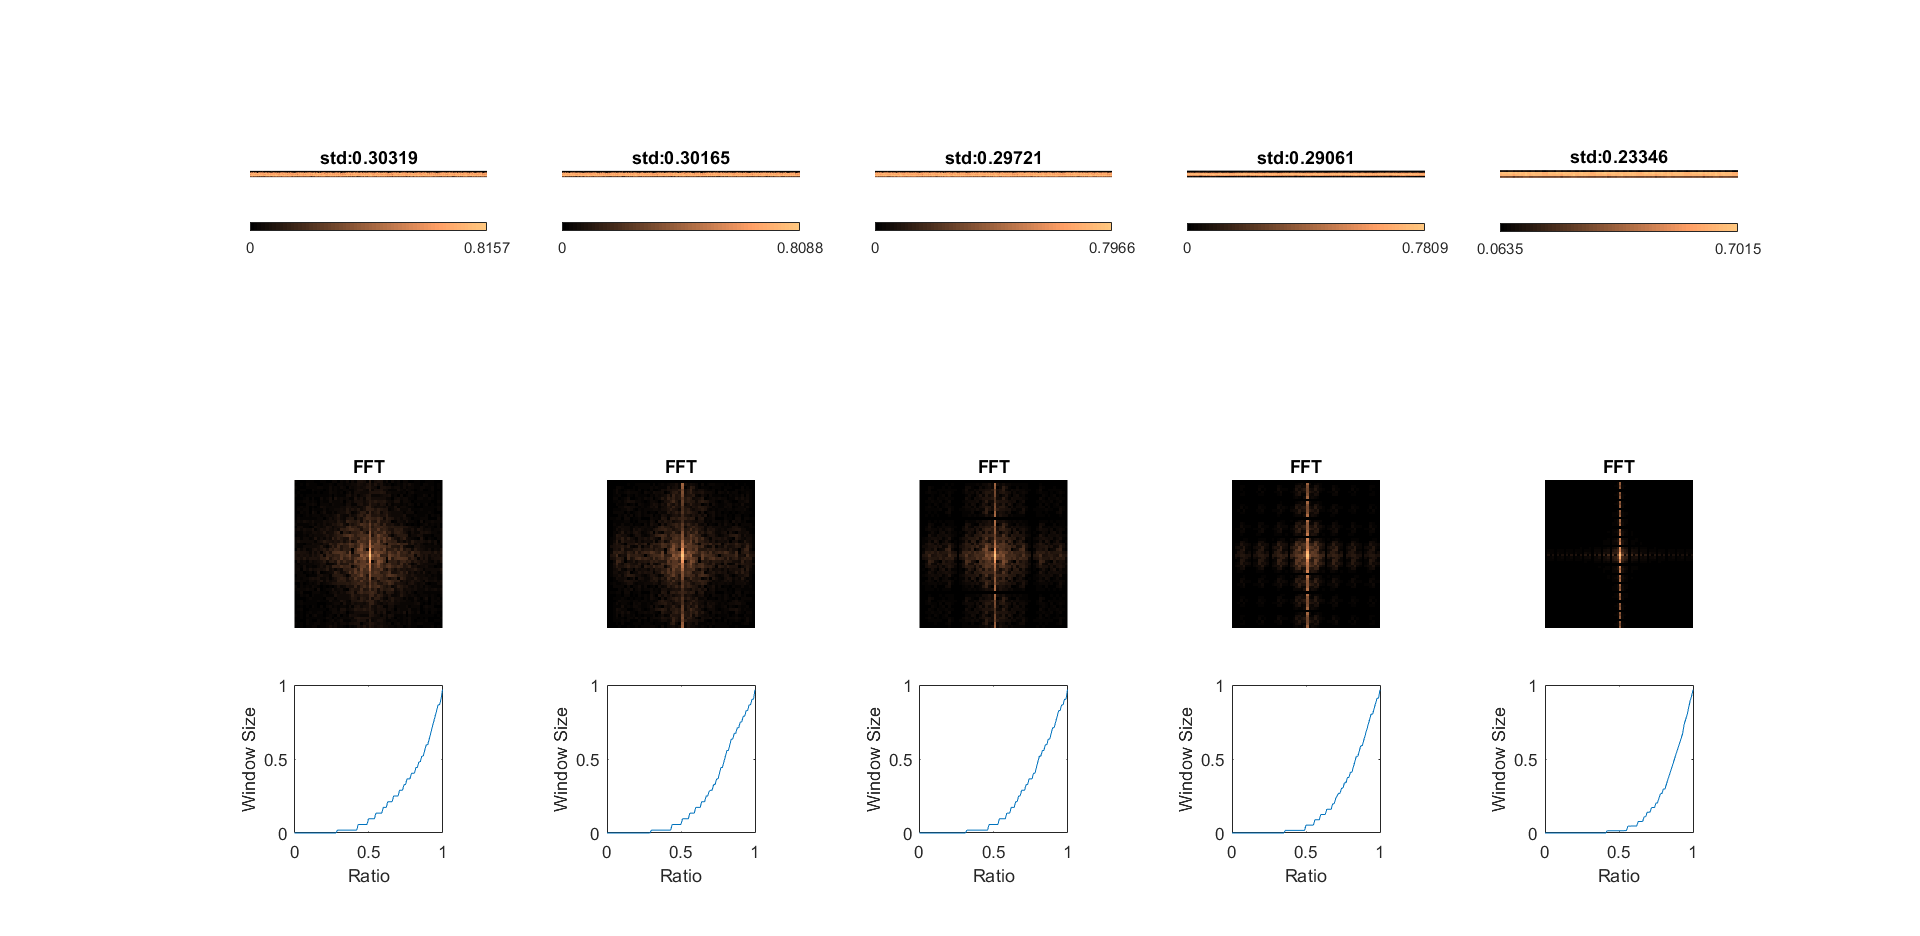 std:0.30319 std:0.30165 std:0.29721 std:0.29061 std:0.23346
0 0.8157 0 0.8088 0 0.7966 0 0.7809 0.0635 0.7015
FFT FFT FFT FFT FFT
1 1 1 1 1
Window Size Window Size Window Size Window Size Window Size
0.5 0.5 0.5 0.5 0.5
0 0 0 0 0
0 0.5 1 0 0.5 1 0 0.5 1 0 0.5 1 0 0.5 1
Ratio Ratio Ratio Ratio Ratio